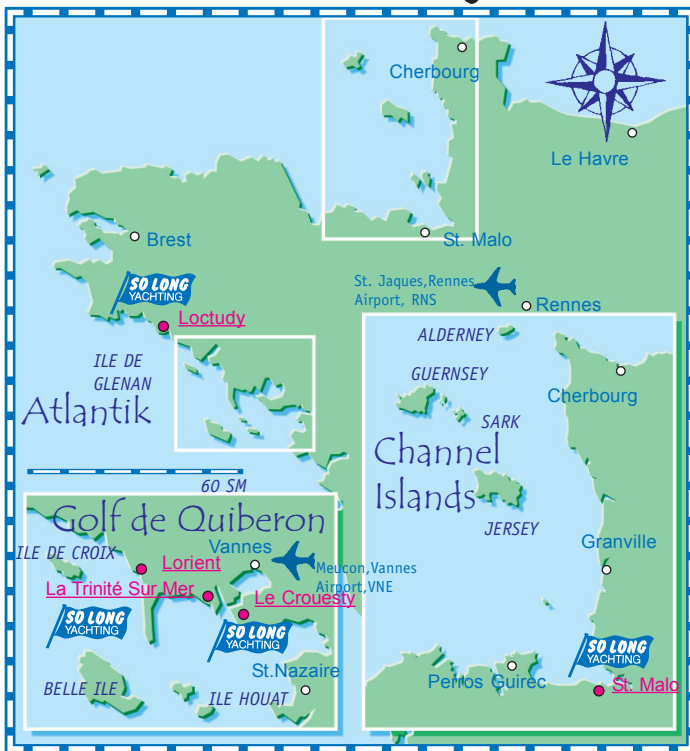 Cherbourg
Le Havre
Brest
St. Malo
SO LONG
YACHTING
St. Jaques,Rennes
Airport, RNS
Rennes
Loctudy
ALDERNEY
ILE DE
GLENAN
GUERNSEY
Cherbourg
Atlantik
SARK
Channel
Islands
60 SM
JERSEY
Golf de Quiberon
ILE DE CROIX
Lorient
Vannes
Meucon,Vannes
Airport,VNE
Granville
La Trinité Sur Mer
Le Crouesty
SO LONG
YACHTING
SO LONG
YACHTING
SO LONG
YACHTING
St.Nazaire
Perros Guirec
St. Malo
BELLE ILE
ILE HOUAT